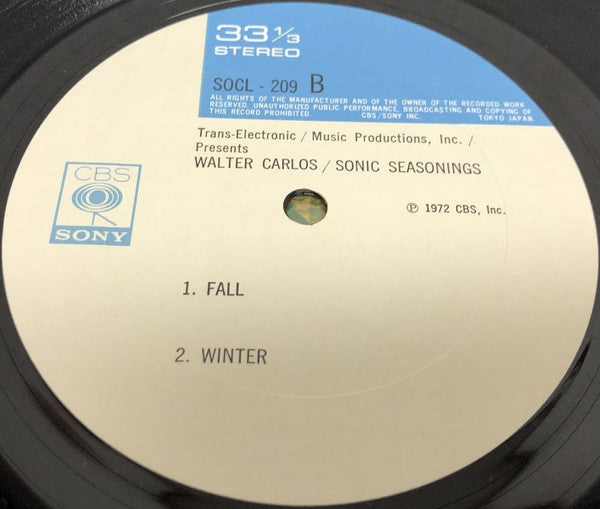 33 1/3
STEREO
SOCL - 209 B
ALL RIGHTS OF THE MANUFACTURER AND OF THE OWNER OF THE RECORDED WORK
RESERVED. UNAUTHORIZED PUBLIC PERFORMANCE, BROADCASTING AND COPYING OF
THIS RECORD PROHIBITED. CBS/SONY INC. TOKYO JAPAN.
Trans-Electronic / Music Productions, Inc. /
Presents
WALTER CARLOS / SONIC SEASONINGS
CBS
SONY
℗ 1972 CBS, Inc.
1. FALL
2. WINTER